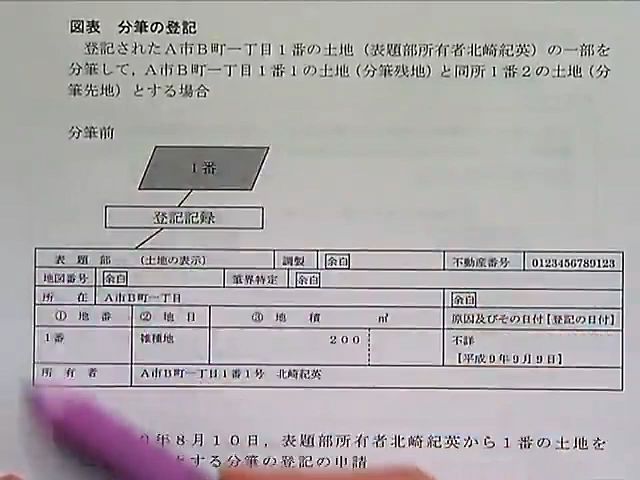 図表　分筆の登記
登記されたA市B町一丁目1番の土地（表題部所有者北崎紀英）の一部を
分筆して，A市B町一丁目1番1の土地（分筆残地）と同所1番2の土地（分
筆先地）とする場合
分筆前
1番
登記記録
表　題　部　（土地の表示）　調製　余白　不動産番号　0123456789123
地図番号　余白　筆界特定　余白
所　在　A市B町一丁目　余白
①　地　番　②　地　目　③　地　積　㎡　原因及びその日付【登記の日付】
1番　雑種地　200　不詳
【平成9年9月9日】
所　有　者　A市B町一丁目1番1号　北崎紀英
年8月10日，表題部所有者北崎紀英から1番の土地を
とする分筆の登記の申請